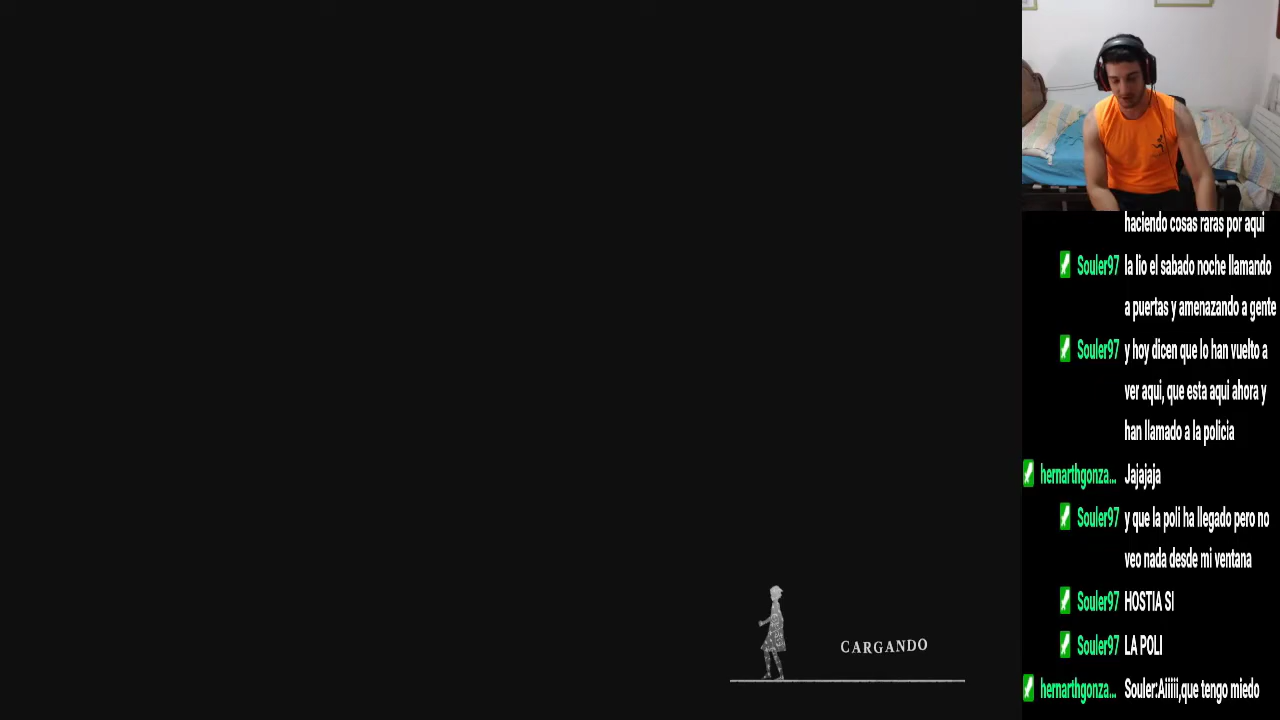 haciendo cosas raras por aqui
Souler97 la lio el sabado noche llamando
a puertas y amenazando a gente
Souler97 y hoy dicen que lo han vuelto a
ver aqui, que esta aqui ahora y
han llamado a la policia
hernarthgonza... Jajajaja
Souler97 y que la poli ha llegado pero no
veo nada desde mi ventana
Souler97 HOSTIA SI
Souler97 LA POLI
hernarthgonza... Souler:Aiiiii,que tengo miedo
CARGANDO